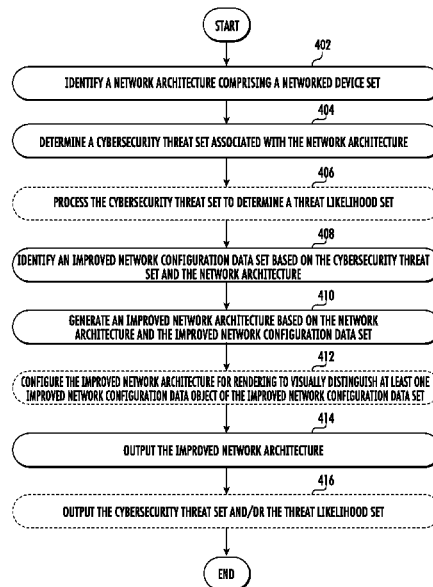 START
402
IDENTIFY A NETWORK ARCHITECTURE COMPRISING A NETWORKED DEVICE SET
404
DETERMINE A CYBERSECURITY THREAT SET ASSOCIATED WITH THE NETWORK ARCHITECTURE
406
PROCESS THE CYBERSECURITY THREAT SET TO DETERMINE A THREAT LIKELIHOOD SET
408
IDENTIFY AN IMPROVED NETWORK CONFIGURATION DATA SET BASED ON THE CYBERSECURITY THREAT
SET AND THE NETWORK ARCHITECTURE
410
GENERATE AN IMPROVED NETWORK ARCHITECTURE BASED ON THE NETWORK
ARCHITECTURE AND THE IMPROVED NETWORK CONFIGURATION DATA SET
412
CONFIGURE THE IMPROVED NETWORK ARCHITECTURE FOR RENDERING TO VISUALLY DISTINGUISH AT LEAST ONE
IMPROVED NETWORK CONFIGURATION DATA OBJECT OF THE IMPROVED NETWORK CONFIGURATION DATA SET
414
OUTPUT THE IMPROVED NETWORK ARCHITECTURE
416
OUTPUT THE CYBERSECURITY THREAT SET AND/OR THE THREAT LIKELIHOOD SET
END